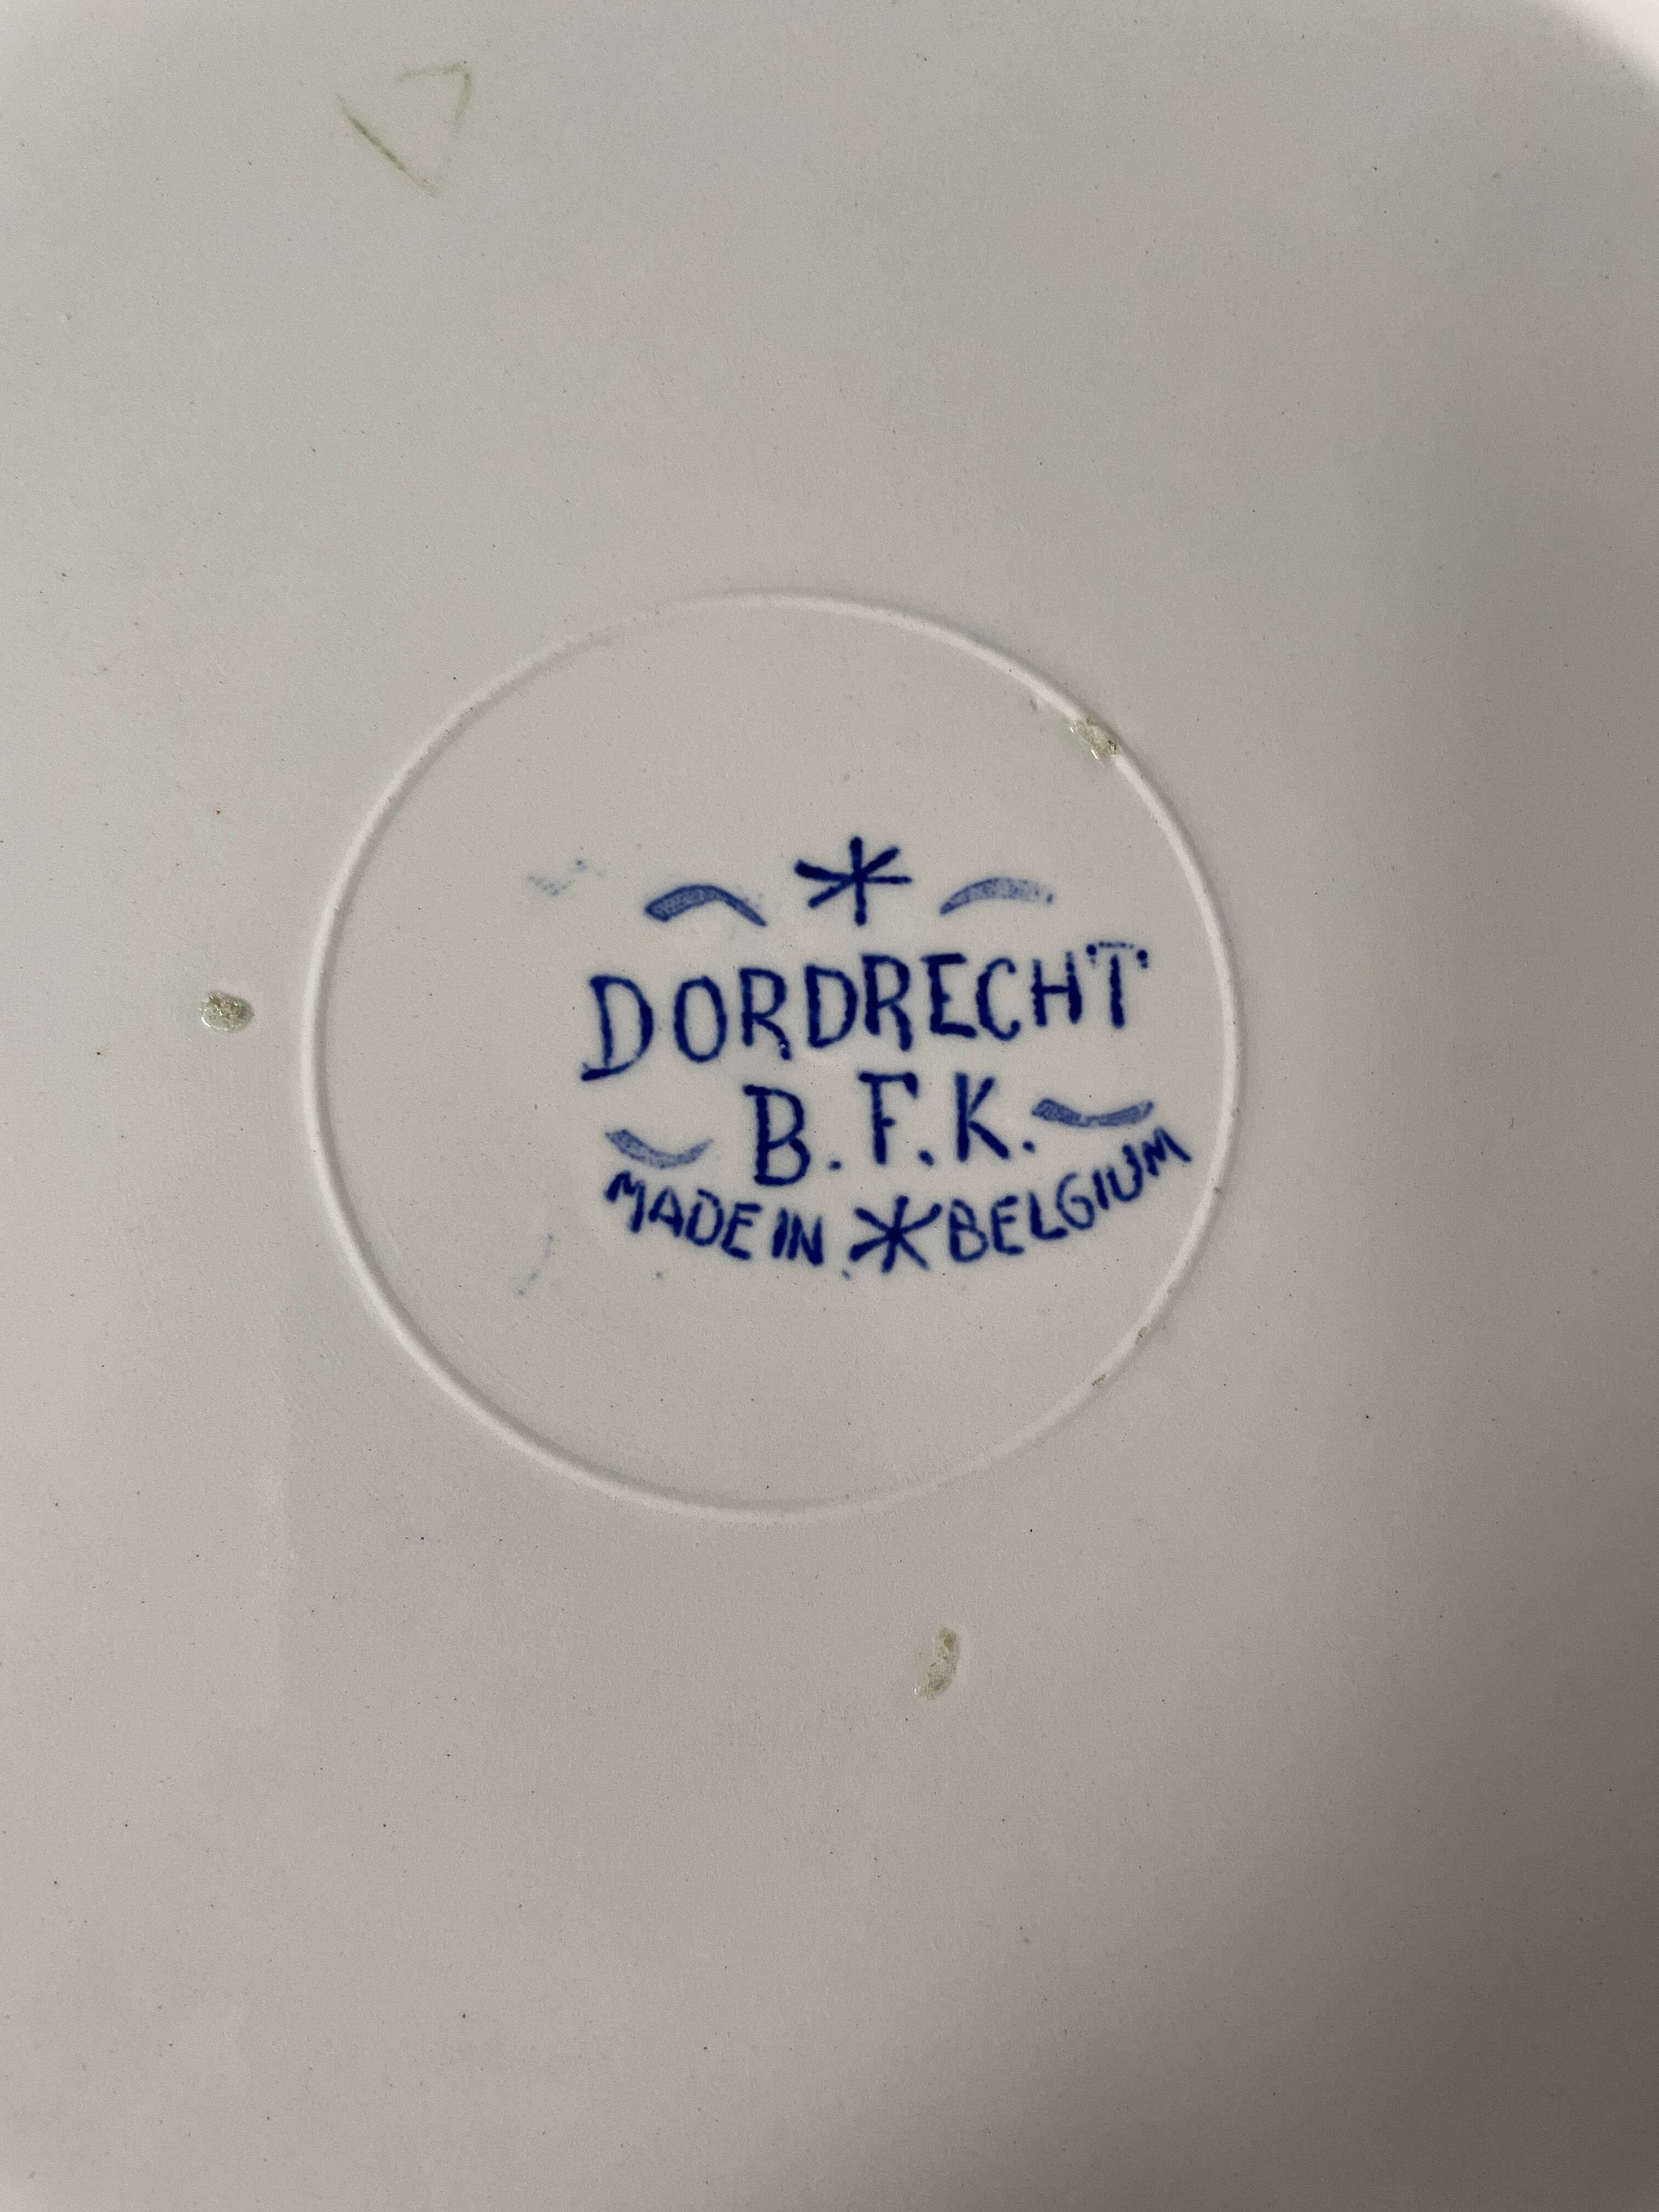 DORDRECHT
B.F.K.
MADE IN * BELGIUM